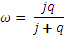 ω = jq / (j + q)